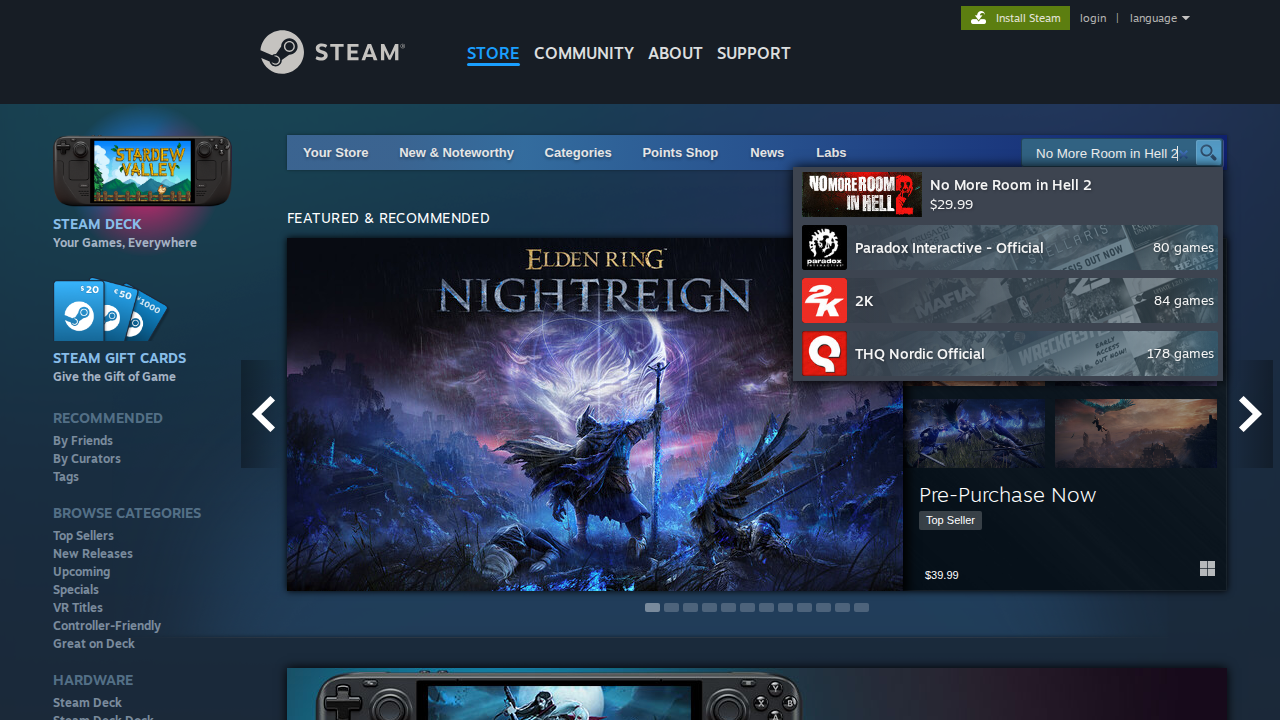 Install Steam
login | language
STEAM®
STORE COMMUNITY ABOUT SUPPORT
STARDEW VALLEY
STEAM DECK
Your Games, Everywhere
$20 $50 $1000
STEAM GIFT CARDS
Give the Gift of Game
RECOMMENDED
By Friends
By Curators
Tags
BROWSE CATEGORIES
Top Sellers
New Releases
Upcoming
Specials
VR Titles
Controller-Friendly
Great on Deck
HARDWARE
Steam Deck
Steam Deck Dock
Your Store New & Noteworthy Categories Points Shop News Labs
No More Room in Hell 2
NO MORE ROOM IN HELL 2
No More Room in Hell 2
$29.99
paradox
INTERACTIVE
Paradox Interactive - Official 80 games
2K
2K 84 games
THQ Nordic Official 178 games
FEATURED & RECOMMENDED
ELDEN RING
NIGHTREIGN
Pre-Purchase Now
Top Seller
$39.99
Y
X B